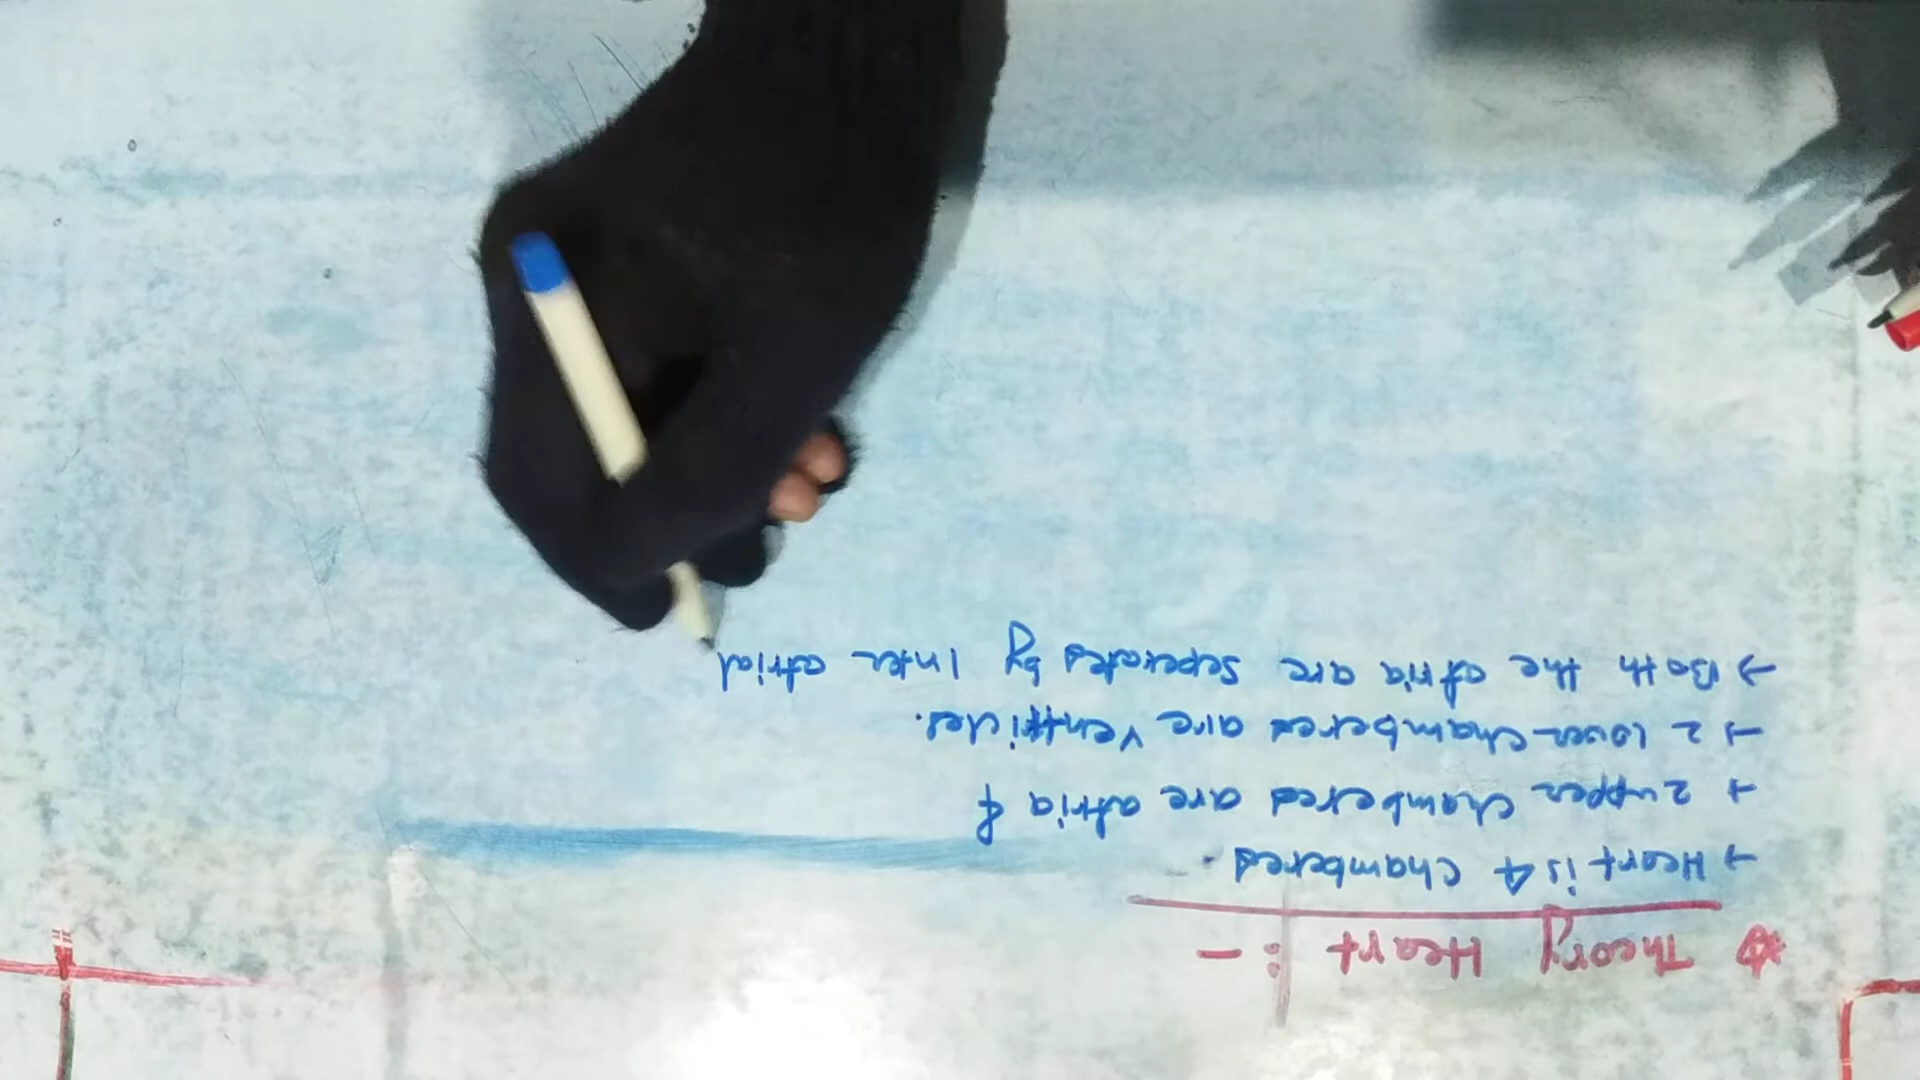 ☆ Theory Heart :-
→ Heart is 4 chambered.
→ 2 upper chambered are atria &
→ 2 lower chambered are Ventricles.
→ Both the atria are seperated by Inter atrial